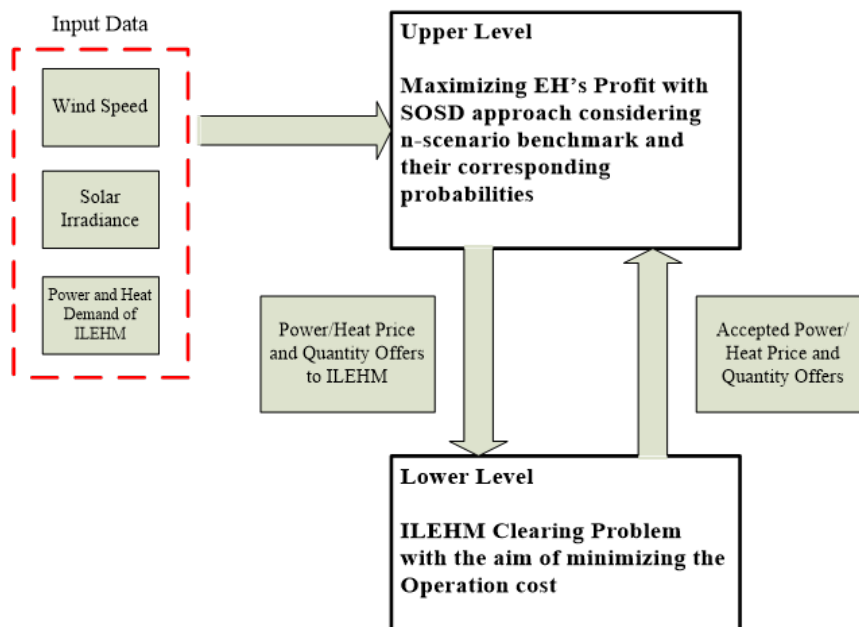 Input Data
Wind Speed
Solar
Irradiance
Power and Heat
Demand of
ILEHM
Upper Level
Maximizing EH's Profit with
SOSD approach considering
n-scenario benchmark and
their corresponding
probabilities
Power/Heat Price
and Quantity Offers
to ILEHM
Accepted Power/
Heat Price and
Quantity Offers
Lower Level
ILEHM Clearing Problem
with the aim of minimizing the
Operation cost